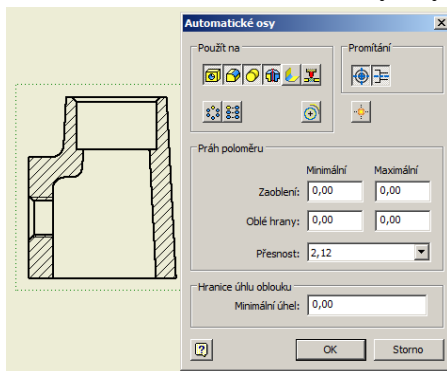 Automatické osy
Použít na
Promítání
Práh poloměru
Minimální Maximální
Zaoblení: 0,00 0,00
Oblé hrany: 0,00 0,00
Přesnost: 2,12
Hranice úhlu oblouku
Minimální úhel: 0,00
OK Storno